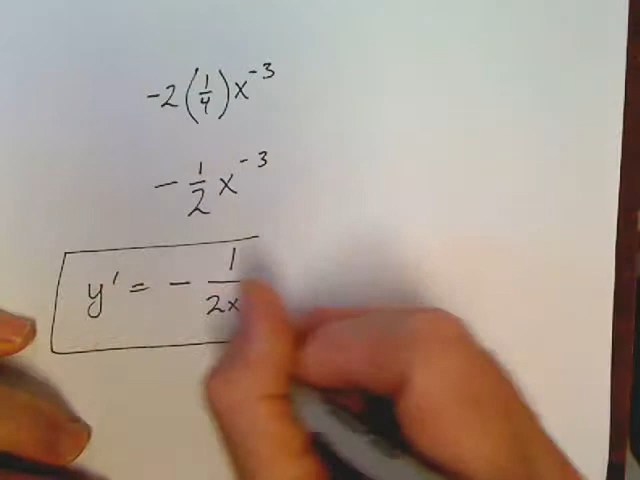 -2(1/4)x⁻³
- 1/2 x⁻³
y' = - 1/2x